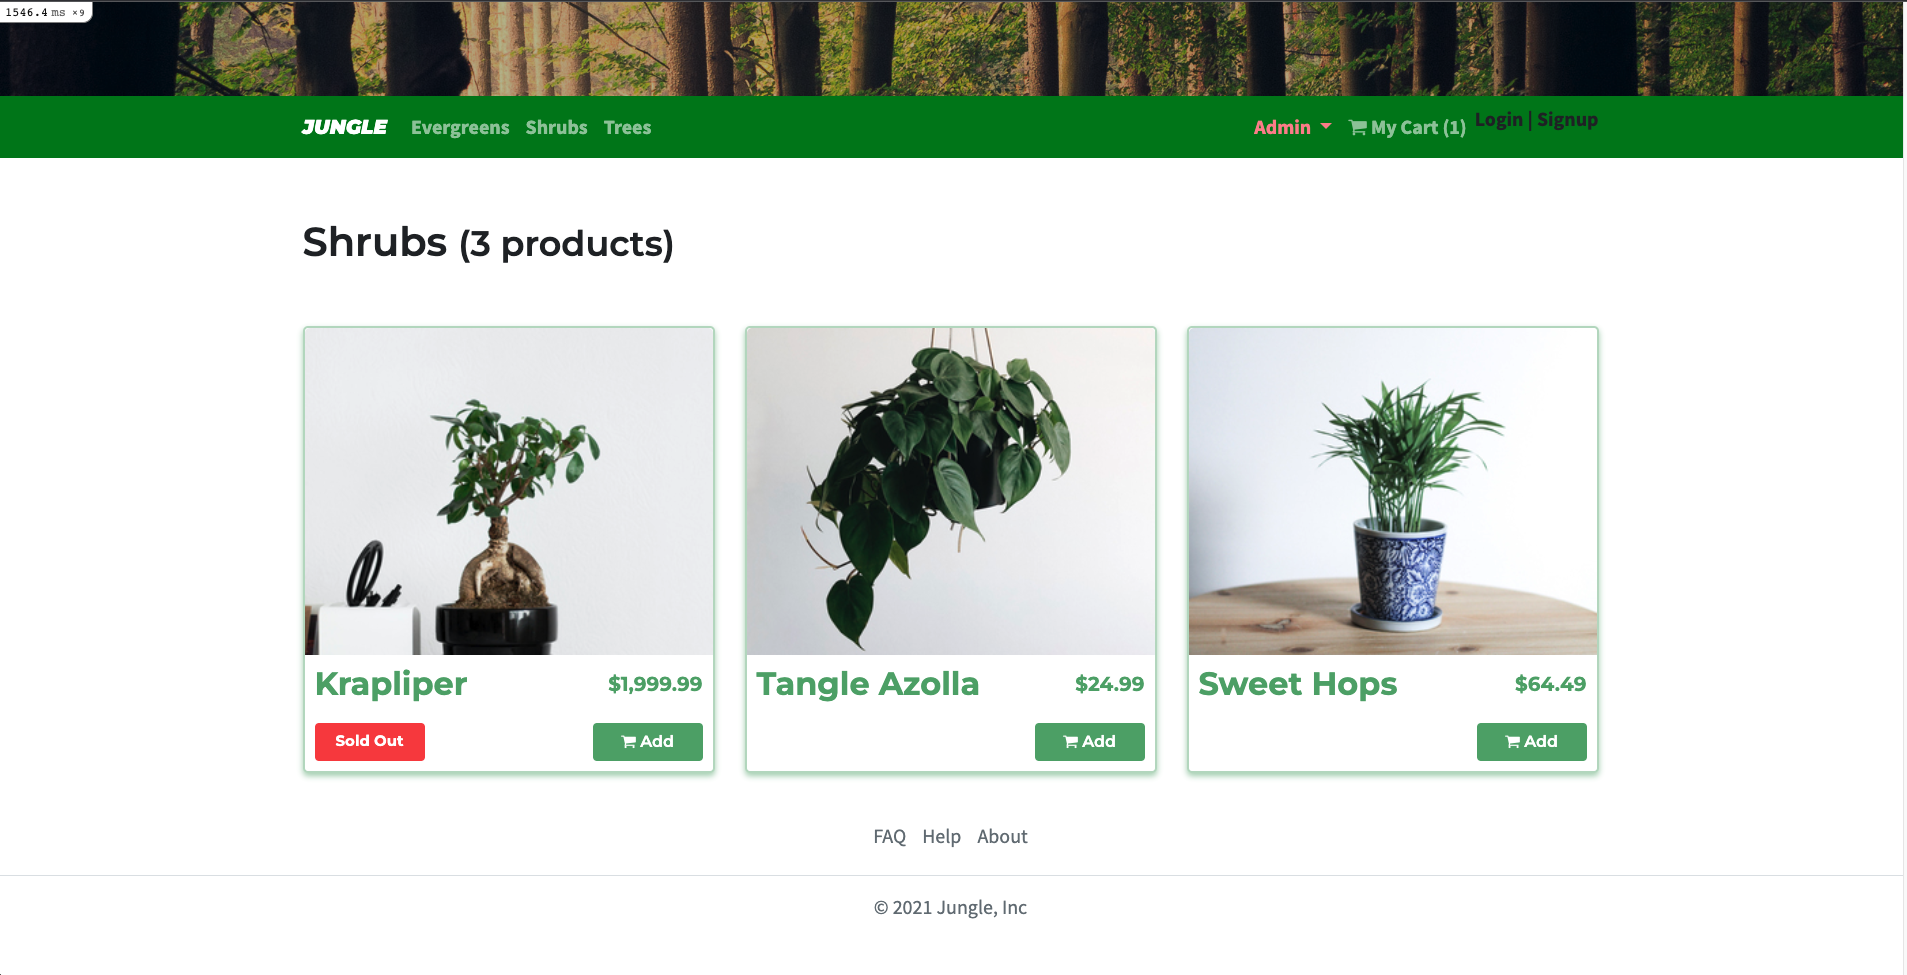 1546.4 ms ×9
JUNGLE Evergreens Shrubs Trees Admin My Cart (1) Login | Signup
Shrubs (3 products)
Krapliper $1,999.99
Sold Out Add
Tangle Azolla $24.99
Add
Sweet Hops $64.49
Add
FAQ Help About
© 2021 Jungle, Inc